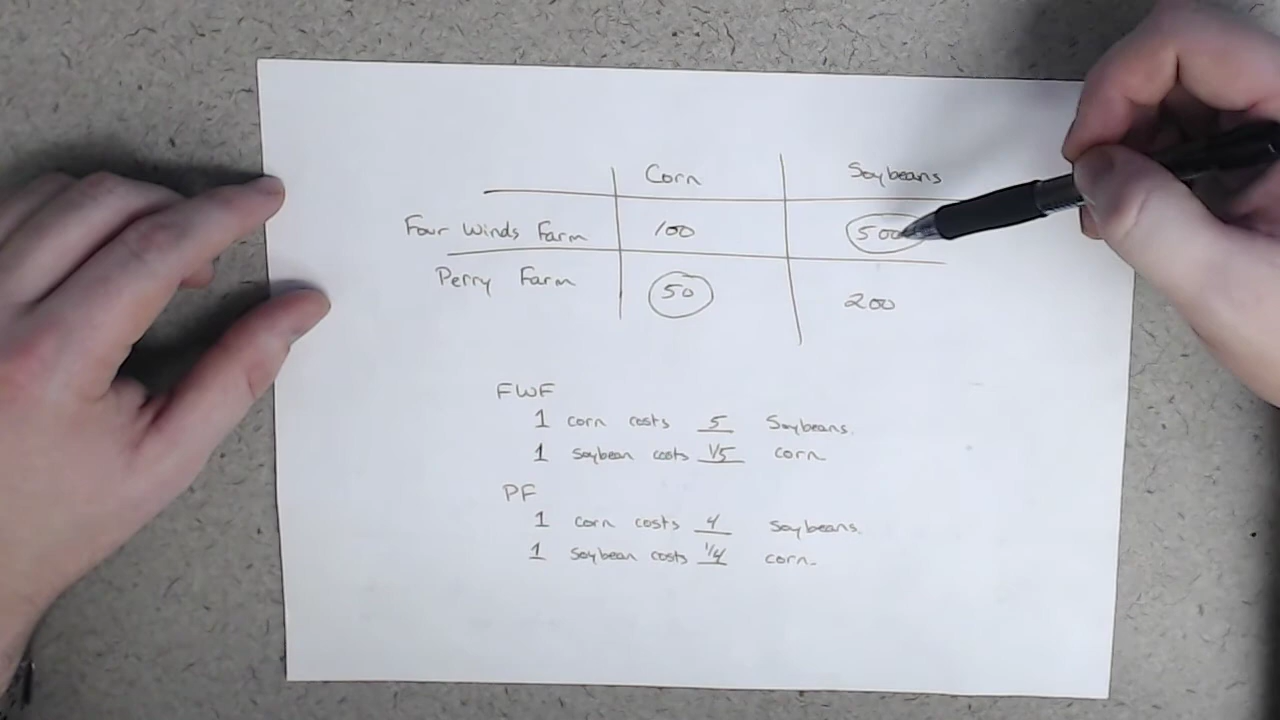 Corn Soybeans
Four Winds Farm 100 500
Perry Farm 50 200
FWF
1 corn costs 5 Soybeans.
1 Soybean costs 1/5 corn
PF
1 corn costs 4 Soybeans.
1 Soybean costs 1/4 corn.